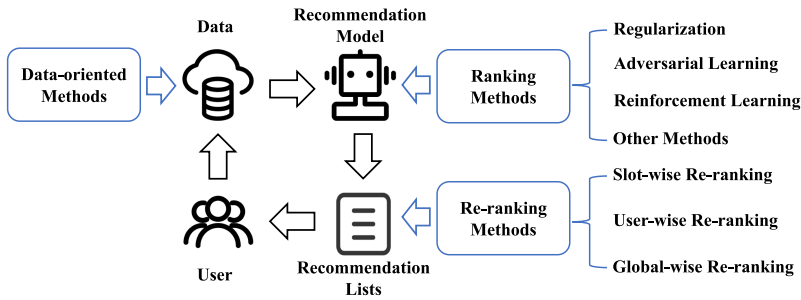 Data-oriented
Methods
Data
Recommendation
Model
Ranking
Methods
Regularization
Adversarial Learning
Reinforcement Learning
Other Methods
User
Recommendation
Lists
Re-ranking
Methods
Slot-wise Re-ranking
User-wise Re-ranking
Global-wise Re-ranking